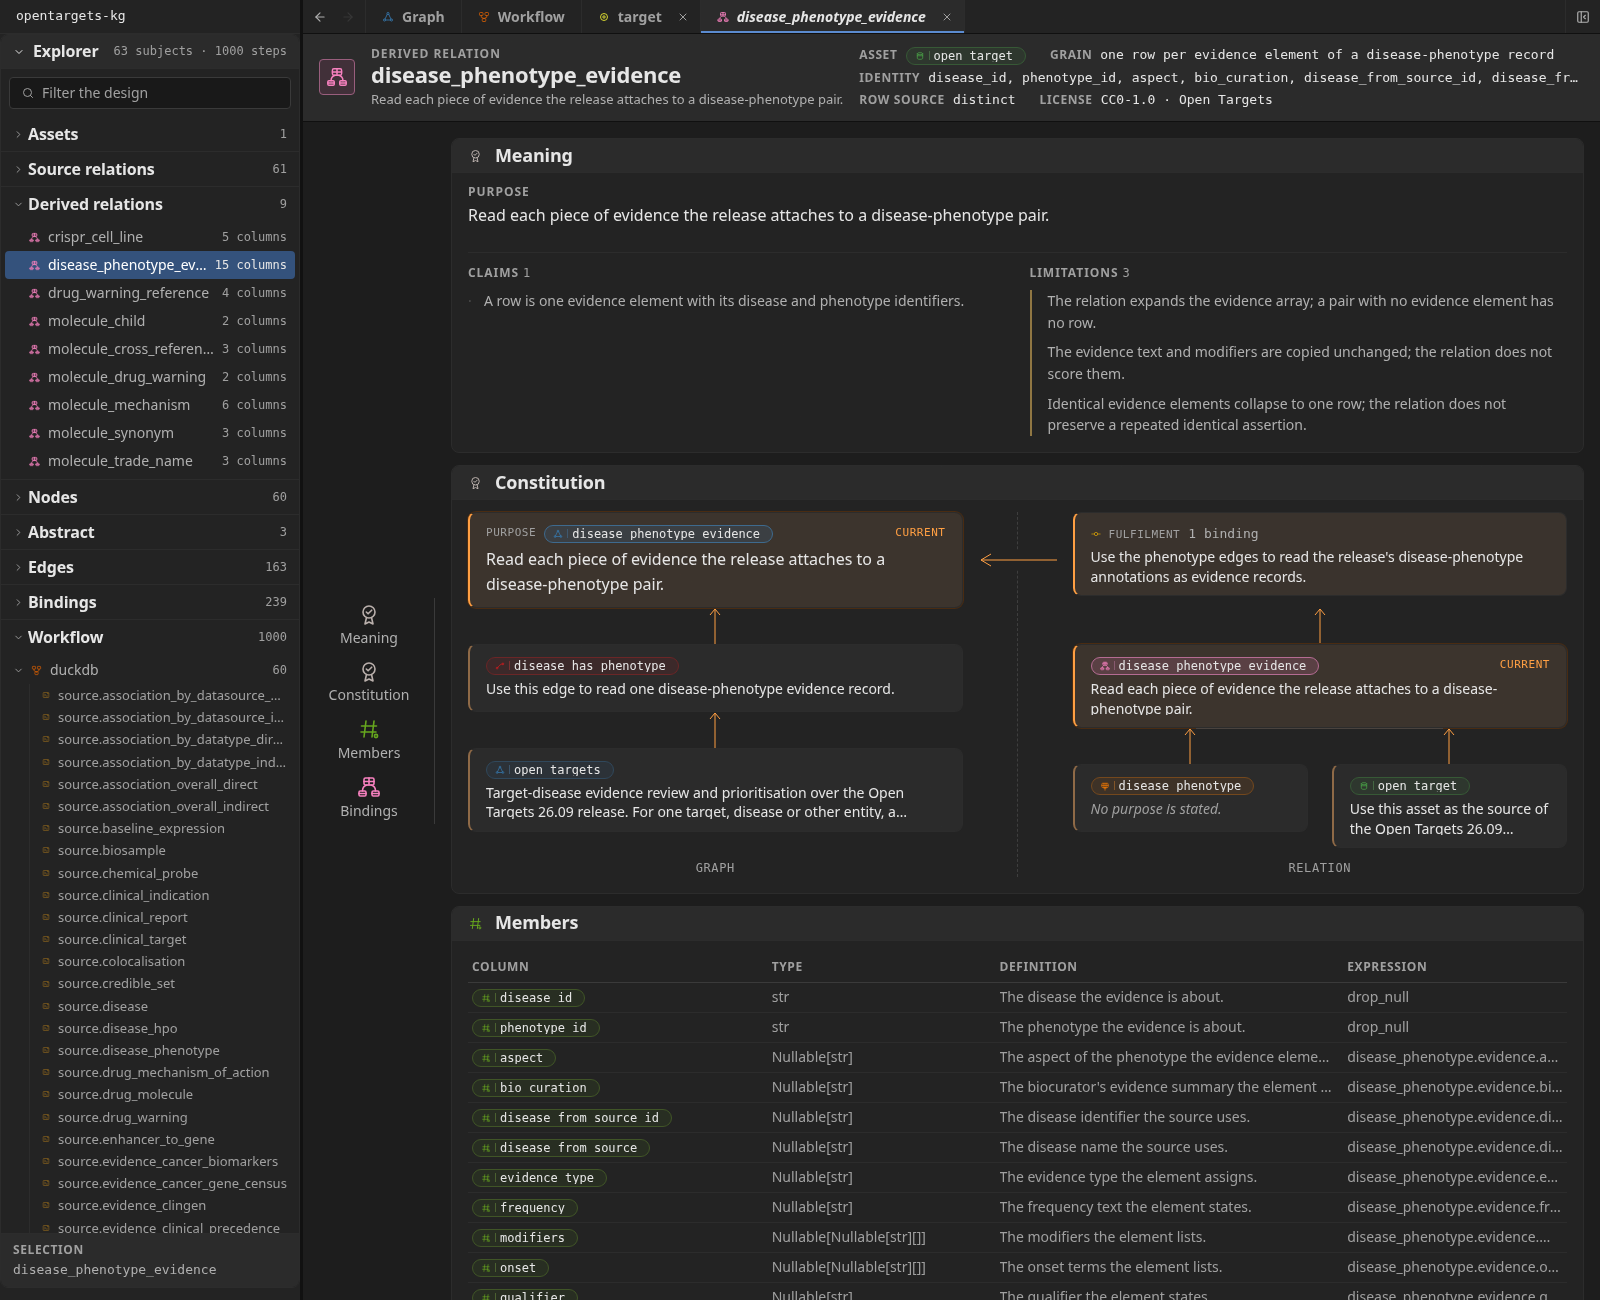 opentargets-kg
Explorer 63 subjects · 1000 steps
Filter the design
Assets 1
Source relations 61
Derived relations 9
crispr_cell_line 5 columns
disease_phenotype_ev... 15 columns
drug_warning_reference 4 columns
molecule_child 2 columns
molecule_cross_referen... 3 columns
molecule_drug_warning 2 columns
molecule_mechanism 6 columns
molecule_synonym 3 columns
molecule_trade_name 3 columns
Nodes 60
Abstract 3
Edges 163
Bindings 239
Workflow 1000
duckdb 60
source.association_by_datasource_...
source.association_by_datasource_i...
source.association_by_datatype_dir...
source.association_by_datatype_ind...
source.association_overall_direct
source.association_overall_indirect
source.baseline_expression
source.biosample
source.chemical_probe
source.clinical_indication
source.clinical_report
source.clinical_target
source.colocalisation
source.credible_set
source.disease
source.disease_hpo
source.disease_phenotype
source.drug_mechanism_of_action
source.drug_molecule
source.drug_warning
source.enhancer_to_gene
source.evidence_cancer_biomarkers
source.evidence_cancer_gene_census
source.evidence_clingen
source.evidence_clinical_precedence
SELECTION
disease_phenotype_evidence
Graph Workflow target disease_phenotype_evidence
DERIVED RELATION
disease_phenotype_evidence
Read each piece of evidence the release attaches to a disease-phenotype pair.
ASSET open target GRAIN one row per evidence element of a disease-phenotype record
IDENTITY disease_id, phenotype_id, aspect, bio_curation, disease_from_source_id, disease_fr…
ROW SOURCE distinct LICENSE CC0-1.0 · Open Targets
Meaning
Constitution
Members
Bindings
Meaning
PURPOSE
Read each piece of evidence the release attaches to a disease-phenotype pair.
CLAIMS 1
· A row is one evidence element with its disease and phenotype identifiers.
LIMITATIONS 3
The relation expands the evidence array; a pair with no evidence element has
no row.
The evidence text and modifiers are copied unchanged; the relation does not
score them.
Identical evidence elements collapse to one row; the relation does not
preserve a repeated identical assertion.
Constitution
PURPOSE disease phenotype evidence CURRENT
Read each piece of evidence the release attaches to a
disease-phenotype pair.
disease has phenotype
Use this edge to read one disease-phenotype evidence record.
open targets
Target-disease evidence review and prioritisation over the Open
Targets 26.09 release. For one target, disease or other entity, a...
GRAPH
FULFILMENT 1 binding
Use the phenotype edges to read the release's disease-phenotype
annotations as evidence records.
disease phenotype evidence CURRENT
Read each piece of evidence the release attaches to a disease-
phenotype pair.
disease phenotype
No purpose is stated.
open target
Use this asset as the source of
the Open Targets 26.09...
RELATION
Members
COLUMN TYPE DEFINITION EXPRESSION
disease id str The disease the evidence is about. drop_null
phenotype id str The phenotype the evidence is about. drop_null
aspect Nullable[str] The aspect of the phenotype the evidence eleme... disease_phenotype.evidence.a...
bio curation Nullable[str] The biocurator's evidence summary the element ... disease_phenotype.evidence.bi...
disease from source id Nullable[str] The disease identifier the source uses. disease_phenotype.evidence.di...
disease from source Nullable[str] The disease name the source uses. disease_phenotype.evidence.di...
evidence type Nullable[str] The evidence type the element assigns. disease_phenotype.evidence.e...
frequency Nullable[str] The frequency text the element states. disease_phenotype.evidence.fr...
modifiers Nullable[Nullable[str][]] The modifiers the element lists. disease_phenotype.evidence....
onset Nullable[Nullable[str][]] The onset terms the element lists. disease_phenotype.evidence.o...
qualifier Nullable[str] The qualifier the element states. disease_phenotype.evidence.q...